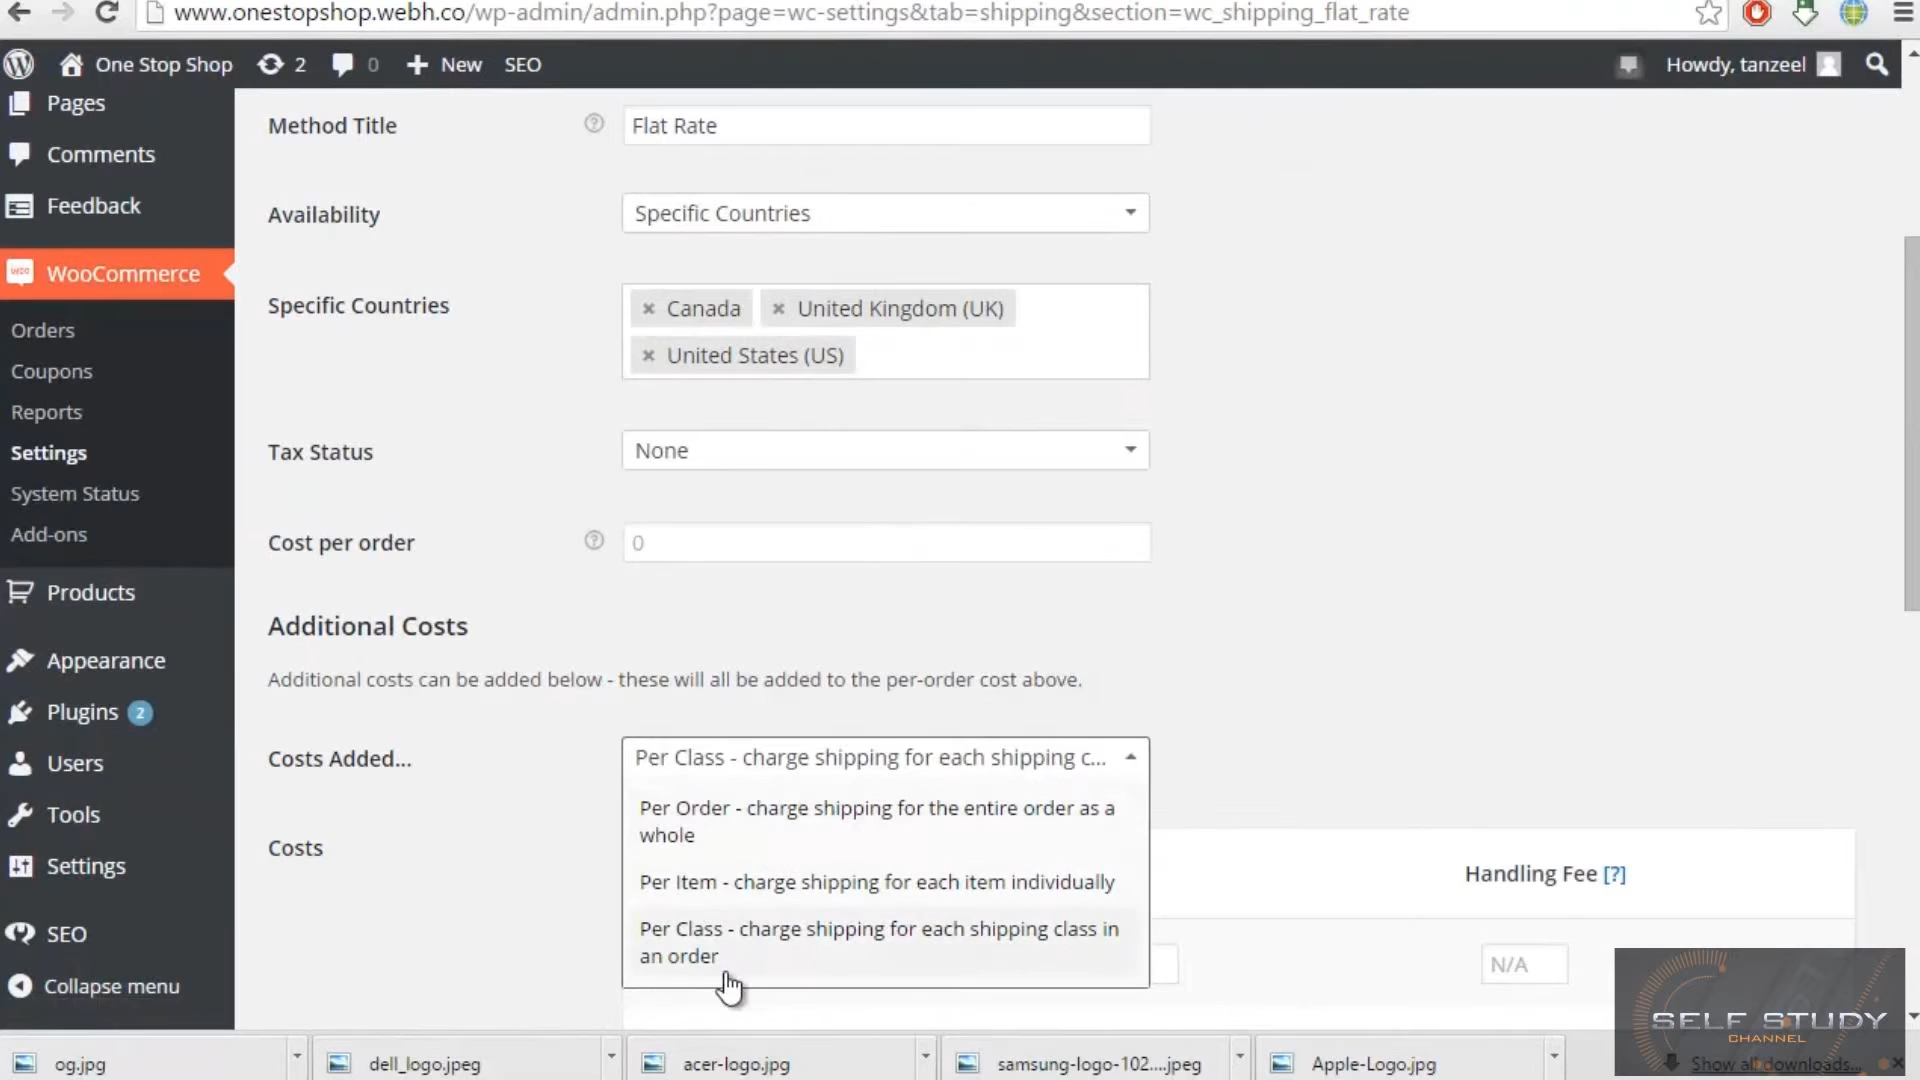 www.onestopshop.webh.co/wp-admin/admin.php?page=wc-settings&tab=shipping&section=wc_shipping_flat_rate
One Stop Shop 2 0 New SEO Howdy, tanzeel
Pages
Comments
Feedback
WooCommerce
Orders
Coupons
Reports
Settings
System Status
Add-ons
Products
Appearance
Plugins 2
Users
Tools
Settings
SEO
Collapse menu
Method Title ? Flat Rate
Availability Specific Countries
Specific Countries × Canada × United Kingdom (UK)
× United States (US)
Tax Status None
Cost per order ? 0
Additional Costs
Additional costs can be added below - these will all be added to the per-order cost above.
Costs Added... Per Class - charge shipping for each shipping c...
Per Order - charge shipping for the entire order as a
whole
Per Item - charge shipping for each item individually
Per Class - charge shipping for each shipping class in
an order
Costs
Handling Fee [?]
N/A
SELF STUDY
CHANNEL
og.jpg dell_logo.jpeg acer-logo.jpg samsung-logo-102....jpeg Apple-Logo.jpg Show all downloads...